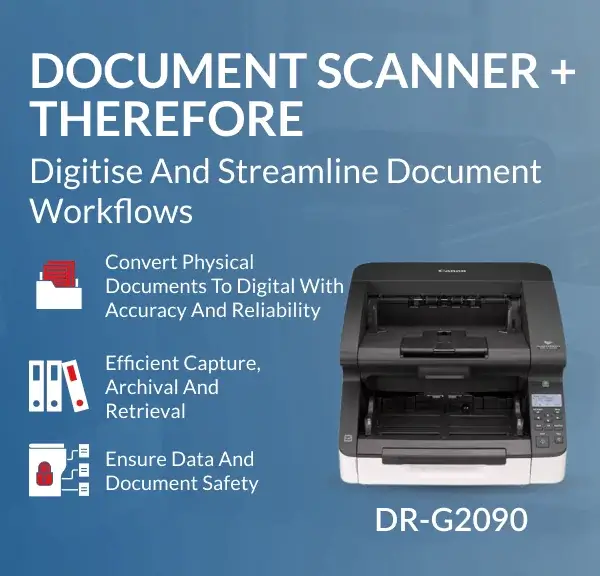 DOCUMENT SCANNER +
THEREFORE
Digitise And Streamline Document
Workflows
Convert Physical
Documents To Digital With
Accuracy And Reliability
Efficient Capture,
Archival And
Retrieval
Ensure Data And
Document Safety
Canon
DR-G2090